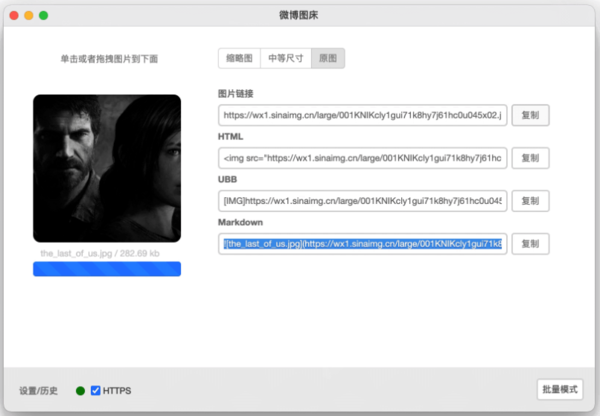 微博图床
单击或者拖拽图片到下面
缩略图 中等尺寸 原图
图片链接
https://wx1.sinaimg.cn/large/001KNIKcly1gui71k8hy7j61hc0u045x02.j 复制
HTML
<img src="https://wx1.sinaimg.cn/large/001KNIKcly1gui71k8hy7j61hc 复制
UBB
[IMG]https://wx1.sinaimg.cn/large/001KNIKcly1gui71k8hy7j61hc0u045 复制
Markdown
![the_last_of_us.jpg](https://wx1.sinaimg.cn/large/001KNIKcly1gui71k8 复制
the_last_of_us.jpg / 282.69 kb
设置/历史 HTTPS 批量模式